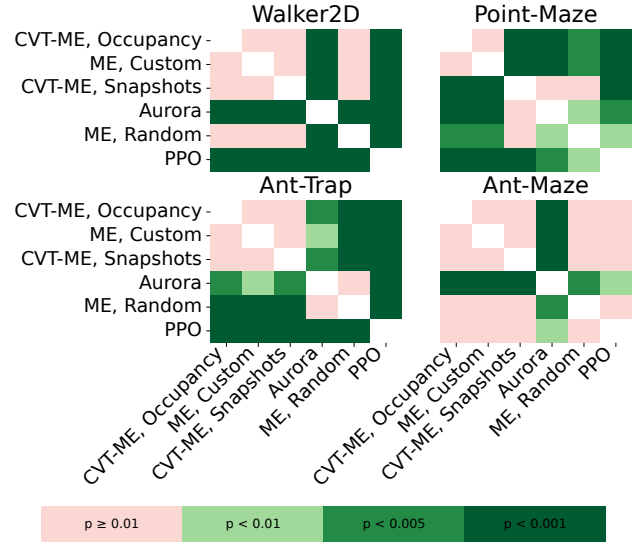 Walker2D
Point-Maze
CVT-ME, Occupancy
ME, Custom
CVT-ME, Snapshots
Aurora
ME, Random
PPO
Ant-Trap
Ant-Maze
CVT-ME, Occupancy
ME, Custom
CVT-ME, Snapshots
Aurora
ME, Random
PPO
CVT-ME, Occupancy
ME, Custom
CVT-ME, Snapshots
Aurora
ME, Random
PPO
CVT-ME, Occupancy
ME, Custom
CVT-ME, Snapshots
Aurora
ME, Random
PPO
p ≥ 0.01
p < 0.01
p < 0.005
p < 0.001